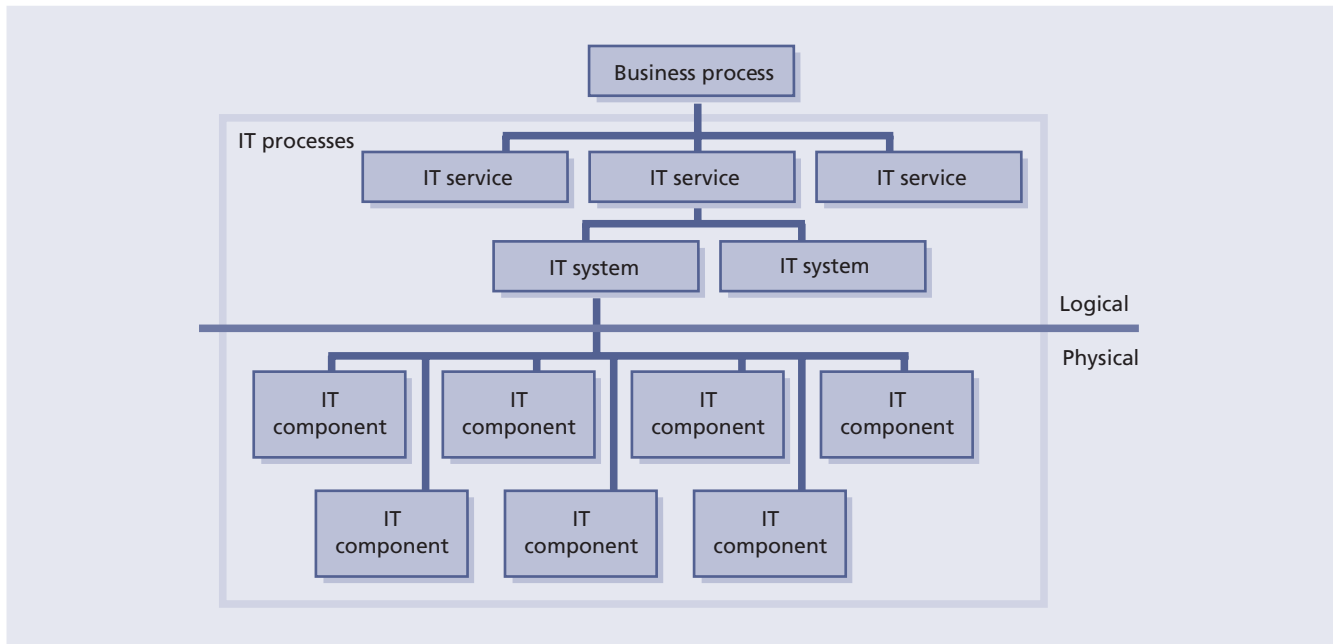 Business process
IT processes
IT service
IT service
IT service
IT system
IT system
Logical
Physical
IT
component
IT
component
IT
component
IT
component
IT
component
IT
component
IT
component